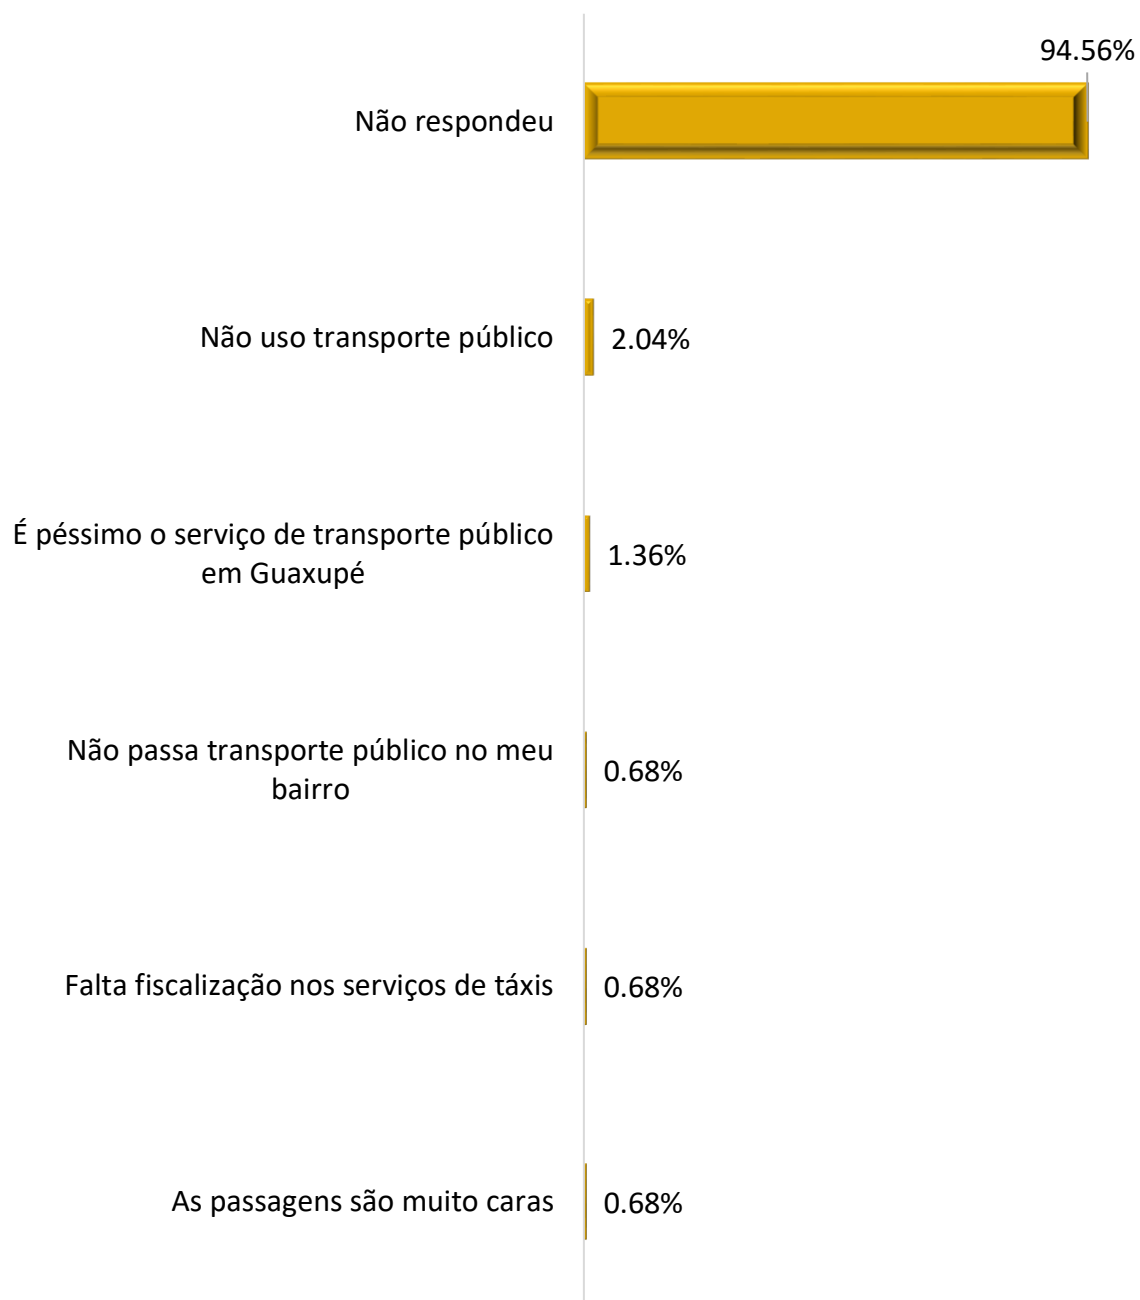 94.56%
Não respondeu
Não uso transporte público
2.04%
É péssimo o serviço de transporte público
em Guaxupé
1.36%
Não passa transporte público no meu
bairro
0.68%
Falta fiscalização nos serviços de táxis
0.68%
As passagens são muito caras
0.68%